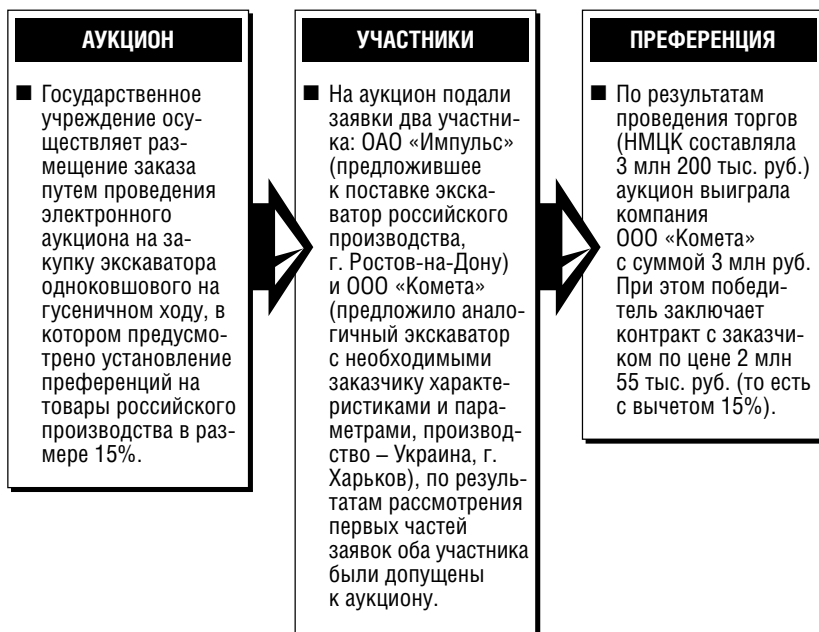 АУКЦИОН
■ Государственное
учреждение осу-
ществляет раз-
мещение заказа
путем проведения
электронного
аукциона на за-
купку экскаватора
одноковшового на
гусеничном ходу, в
котором предусмо-
трено установление
преференций на
товары российского
производства в раз-
мере 15%.
УЧАСТНИКИ
■ На аукцион подали
заявки два участни-
ка: ОАО «Импульс»
(предложившее
к поставке экска-
ватор российского
производства,
г. Ростов-на-Дону)
и ООО «Комета»
(предложило анало-
гичный экскаватор
с необходимыми
заказчику характе-
ристиками и пара-
метрами, производ-
ство – Украина, г.
Харьков), по резуль-
татам рассмотрения
первых частей
заявок оба участника
были допущены
к аукциону.
ПРЕФЕРЕНЦИЯ
■ По результатам
проведения торгов
(НМЦК составляла
3 млн 200 тыс. руб.)
аукцион выиграла
компания
ООО «Комета»
с суммой 3 млн руб.
При этом победи-
тель заключает
контракт с заказчи-
ком по цене 2 млн
55 тыс. руб. (то есть
с вычетом 15%).